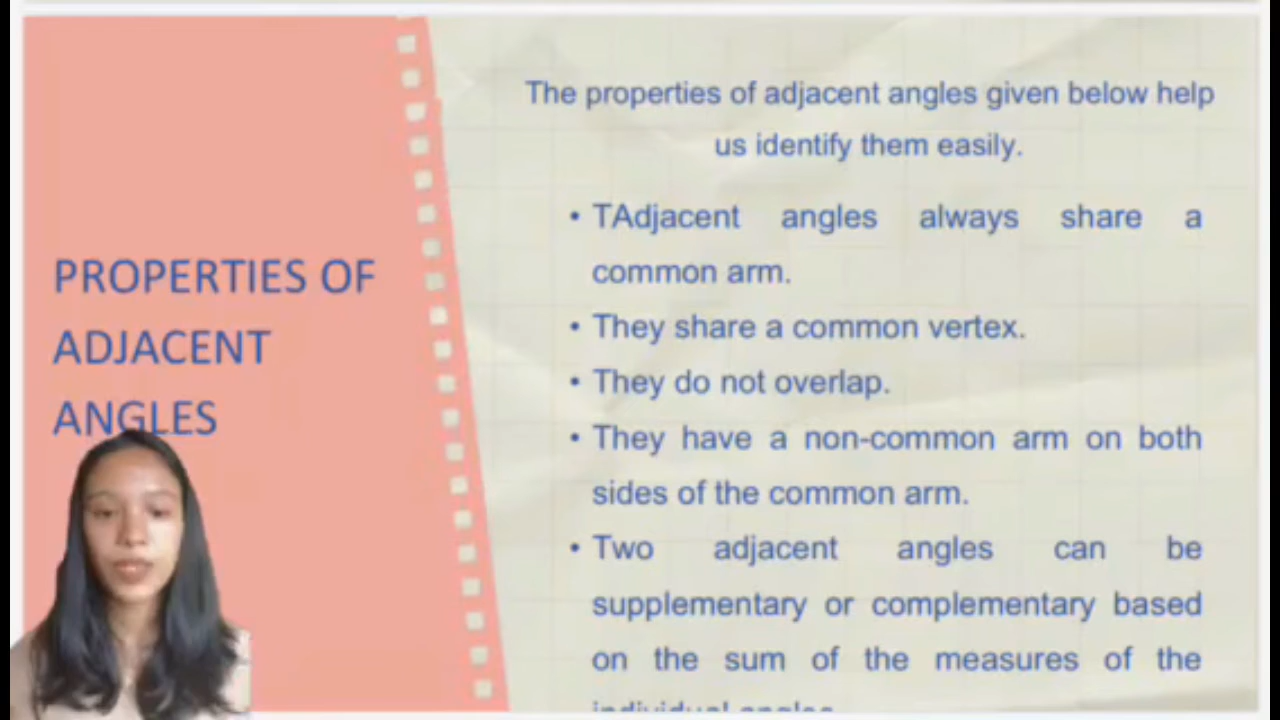 PROPERTIES OF
ADJACENT
ANGLES
The properties of adjacent angles given below help
us identify them easily.
• TAdjacent angles always share a
common arm.
• They share a common vertex.
• They do not overlap.
• They have a non-common arm on both
sides of the common arm.
• Two adjacent angles can be
supplementary or complementary based
on the sum of the measures of the
individual angles